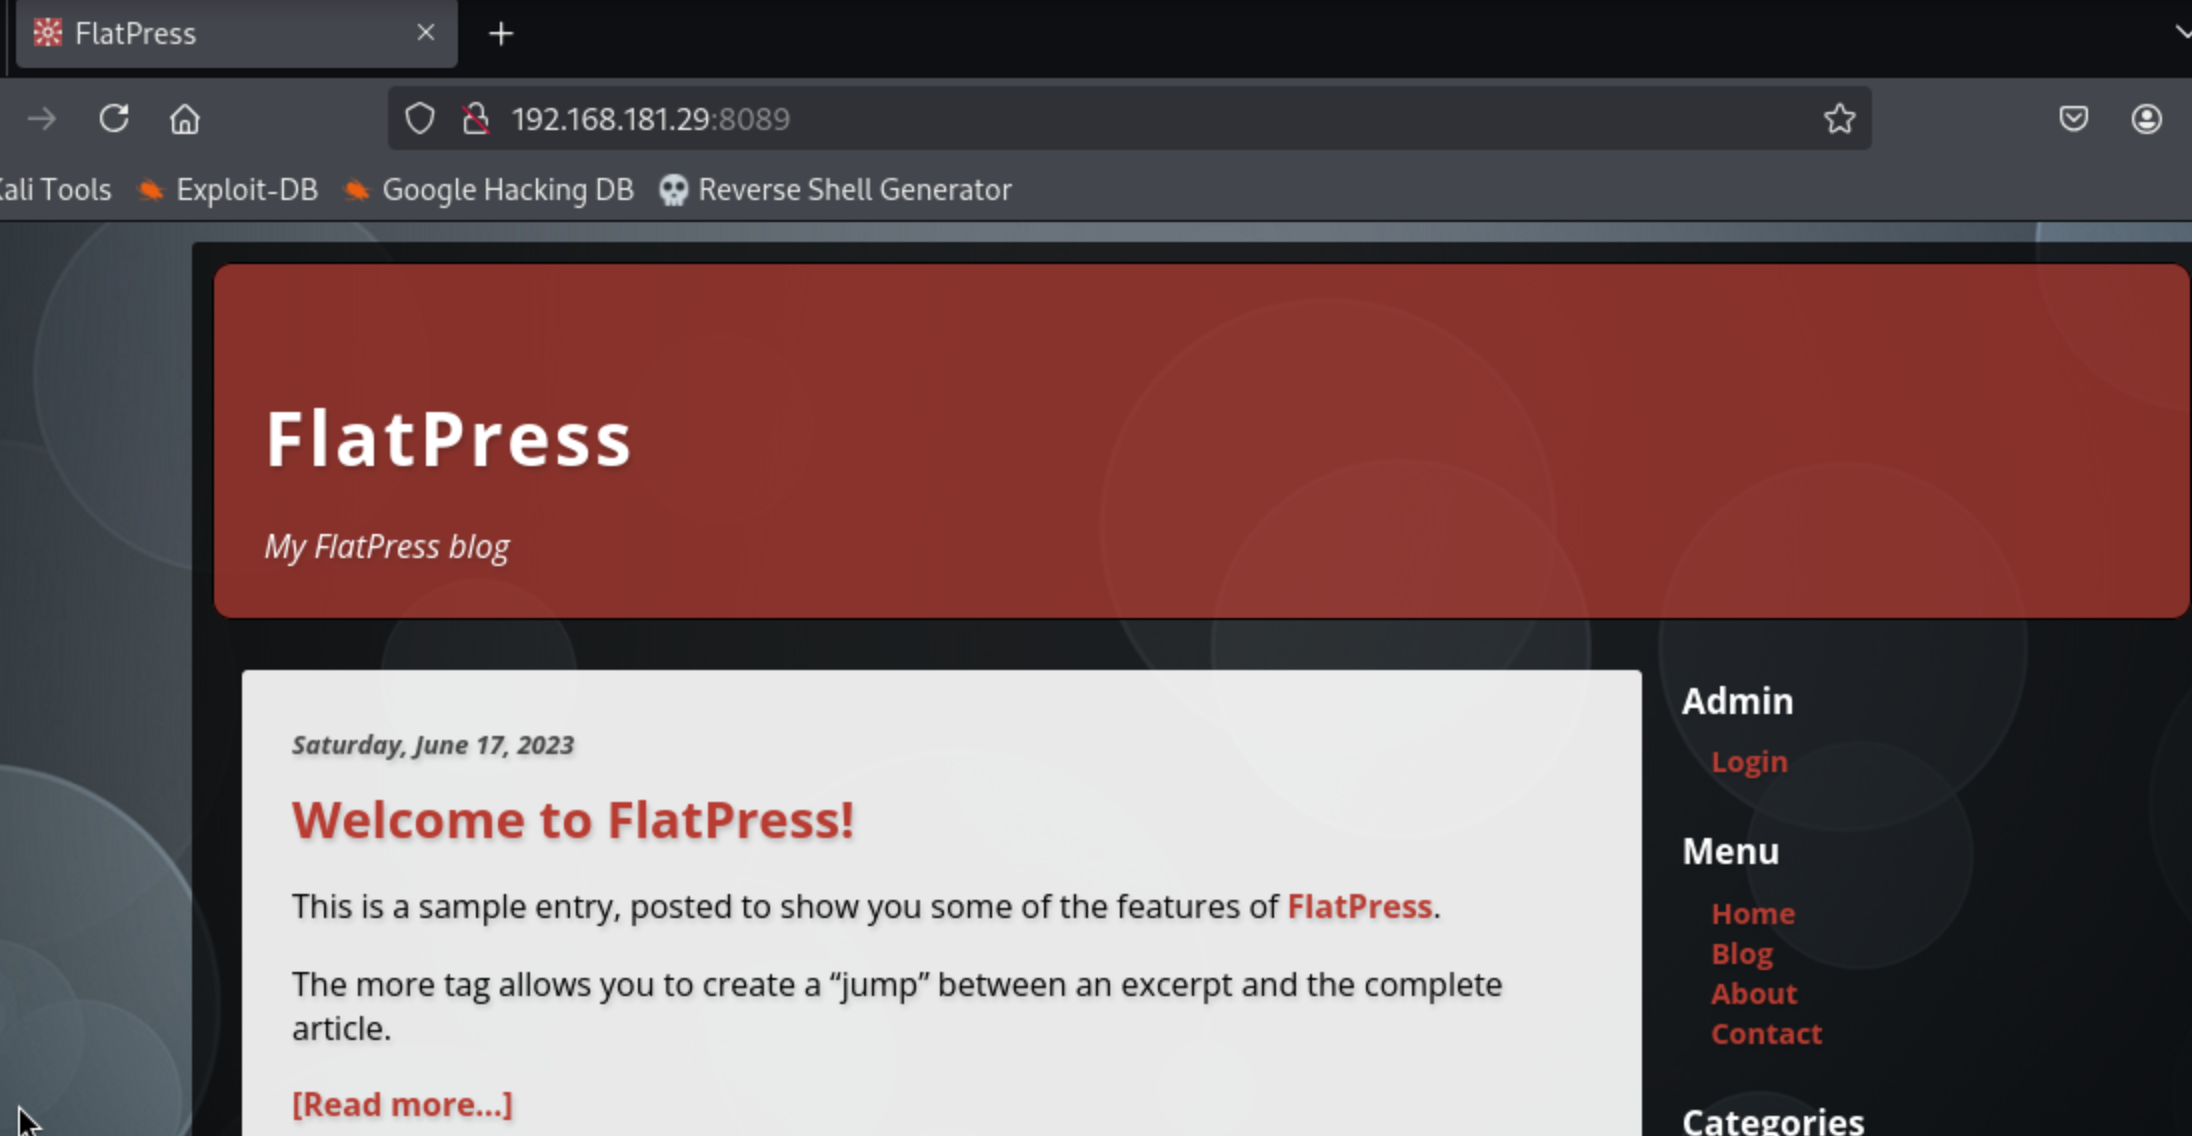 FlatPress
192.168.181.29:8089
Kali Tools Exploit-DB Google Hacking DB Reverse Shell Generator
FlatPress
My FlatPress blog
Saturday, June 17, 2023
Welcome to FlatPress!
This is a sample entry, posted to show you some of the features of FlatPress.
The more tag allows you to create a “jump” between an excerpt and the complete
article.
[Read more...]
Admin
Login
Menu
Home
Blog
About
Contact
Categories